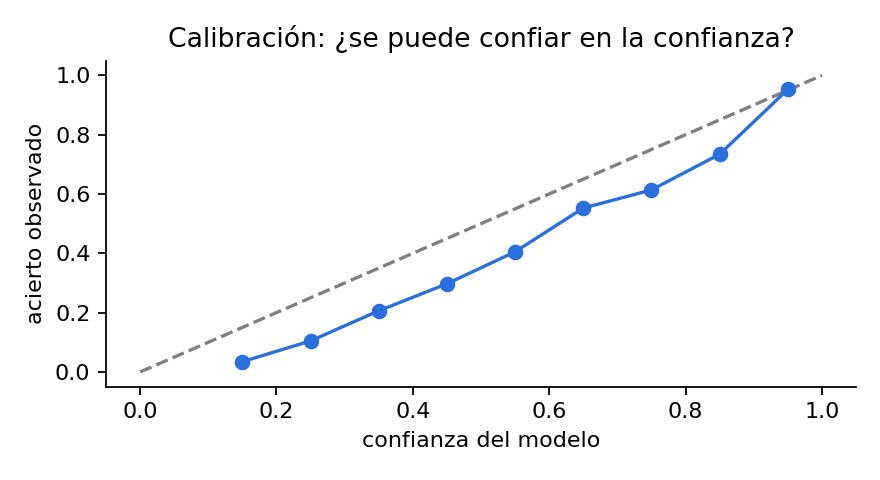 Calibración: ¿se puede confiar en la confianza?
acierto observado
1.0
0.8
0.6
0.4
0.2
0.0
0.0 0.2 0.4 0.6 0.8 1.0
confianza del modelo